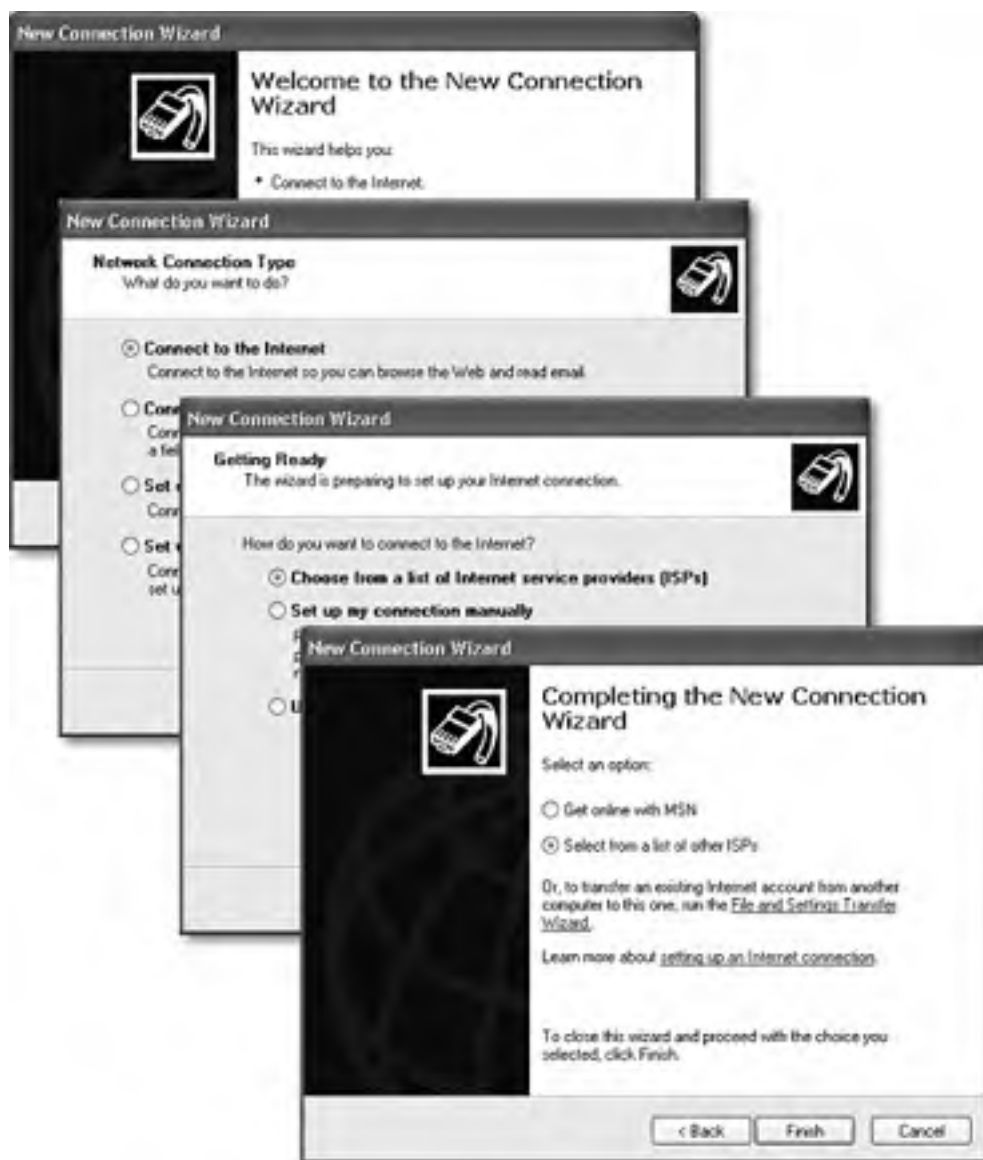 New Connection Wizard
Welcome to the New Connection
Wizard
This wizard helps you:
• Connect to the Internet.
New Connection Wizard
Network Connection Type
What do you want to do?
Connect to the Internet
Connect to the Internet so you can browse the Web and read email.
Set
Set
set u
New Connection Wizard
Getting Ready
The wizard is preparing to set up your Internet connection.
How do you want to connect to the Internet?
Choose from a list of Internet service providers (ISPs)
Set up my connection manually
New Connection Wizard
Completing the New Connection
Wizard
Select an option:
Get online with MSN
Select from a list of other ISPs
Or, to transfer an existing Internet account from another
computer to this one, run the File and Settings Transfer
Wizard.
Learn more about setting up an Internet connection.
To close this wizard and proceed with the choice you
selected, click Finish.
< Back Finish Cancel